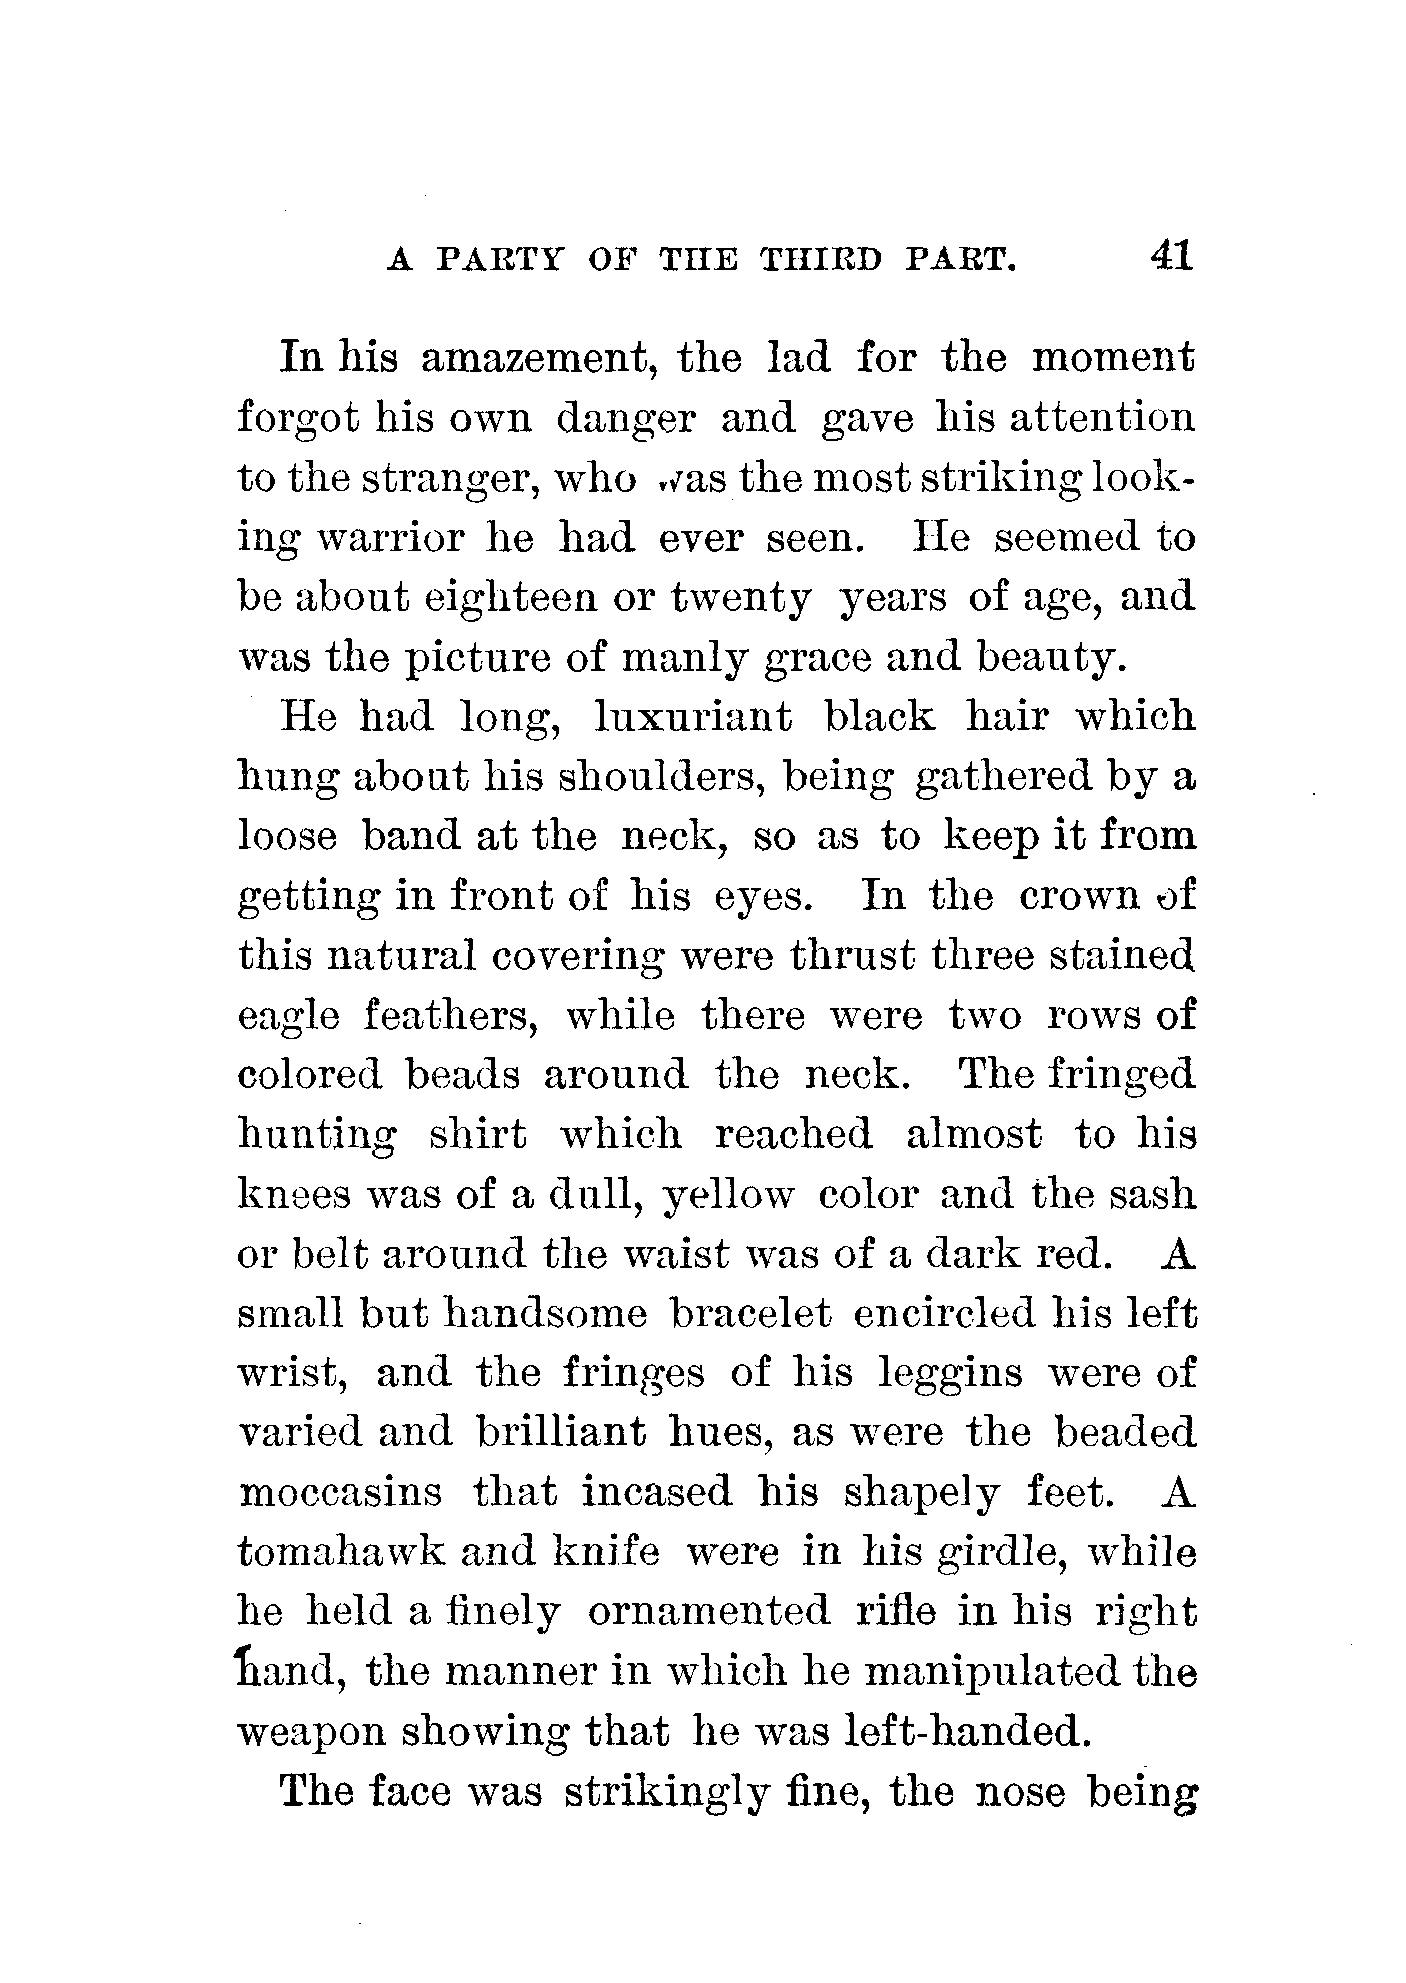 A PARTY OF THE THIRD PART. 41
In his amazement, the lad for the moment
forgot his own danger and gave his attention
to the stranger, who was the most striking look-
ing warrior he had ever seen. He seemed to
be about eighteen or twenty years of age, and
was the picture of manly grace and beauty.
He had long, luxuriant black hair which
hung about his shoulders, being gathered by a
loose band at the neck, so as to keep it from
getting in front of his eyes. In the crown of
this natural covering were thrust three stained
eagle feathers, while there were two rows of
colored beads around the neck. The fringed
hunting shirt which reached almost to his
knees was of a dull, yellow color and the sash
or belt around the waist was of a dark red. A
small but handsome bracelet encircled his left
wrist, and the fringes of his leggins were of
varied and brilliant hues, as were the beaded
moccasins that incased his shapely feet. A
tomahawk and knife were in his girdle, while
he held a finely ornamented rifle in his right
hand, the manner in which he manipulated the
weapon showing that he was left-handed.
The face was strikingly fine, the nose being